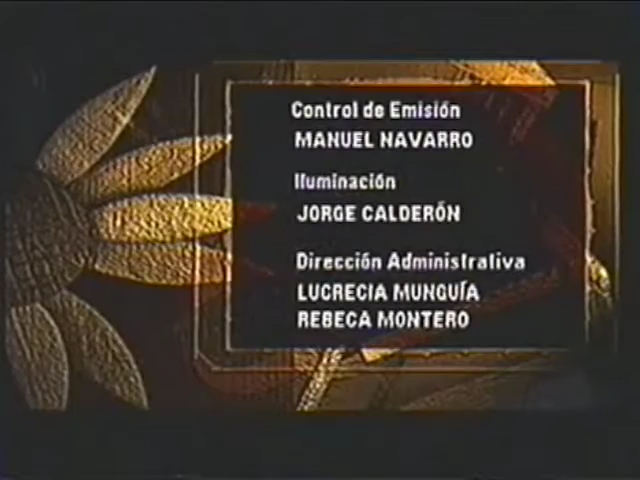 Control de Emisión
MANUEL NAVARRO
Iluminación
JORGE CALDERÓN
Dirección Administrativa
LUCRECIA MUNGUÍA
REBECA MONTERO